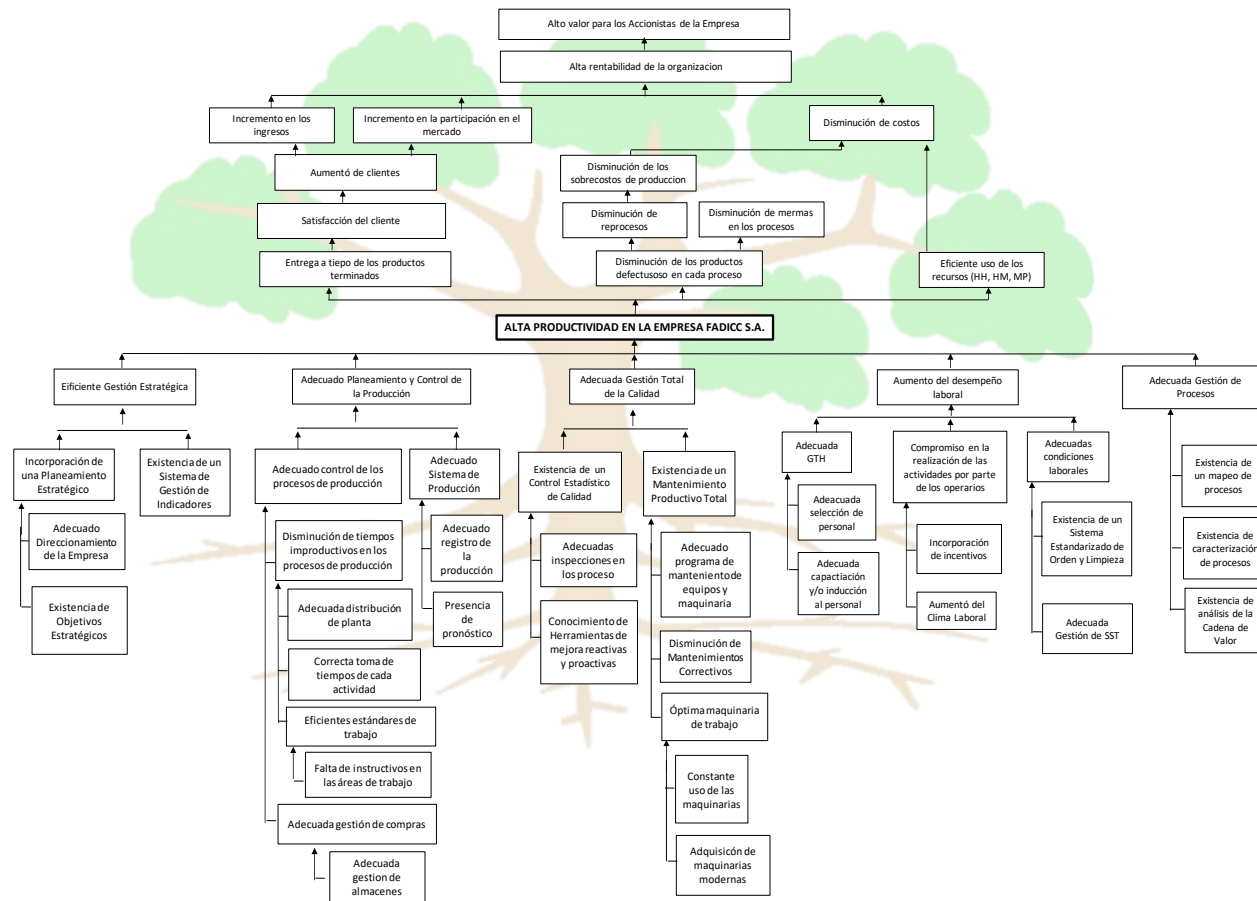 Alto valor para los Accionistas de la Empresa
Alta rentabilidad de la organizacion
Incremento en los
ingresos
Incremento en la participación en el
mercado
Disminución de costos
Aumentó de clientes
Disminución de los
sobrecostos de produccion
Satisfacción del cliente
Disminución de
reprocesos
Disminución de mermas
en los procesos
Entrega a tiepo de los productos
terminados
Disminución de los productos
defectusoso en cada proceso
Eficiente uso de los
recursos (HH, HM, MP)
ALTA PRODUCTIVIDAD EN LA EMPRESA FADICC S.A.
Eificiente Gestión Estratégica
Adecuado Planeamiento y Control de
la Producción
Adecuada Gestión Total
de la Calidad
Aumento del desempeño
laboral
Adecuada Gestión de
Procesos
Incorporación de
una Planeamiento
Estratégico
Existencia de un
Sistema de
Gestión de
Indicadores
Adecuado
Direccionamiento
de la Empresa
Existencia de
Objetivos
Estratégicos
Adecuado control de los
procesos de producción
Adecuado
Sistema de
Producción
Disminución de tiempos
improductivos en los
procesos de producción
Adecuado
registro de
la
producción
Adecuada distribución
de planta
Presencia
de
pronóstico
Correcta toma de
tiempos de cada
actividad
Eficientes estándares de
trabajo
Falta de instructivos en
las áreas de trabajo
Adecuada gestión de compras
Adecuada
gestion de
almacenes
Existencia de un
Control Estadístico
de Calidad
Existencia de un
Mantenimiento
Productivo Total
Adecuadas
inspecciones en
los proceso
Conocimiento de
Herramientas de
mejora reactivas
y proactivas
Adecuado
programa de
manteniento de
equipos y
maquinaria
Disminución de
Mantenimientos
Correctivos
Óptima maquinaria
de trabajo
Constante
uso de las
maquinarias
Adquisicón de
maquinarias
modernas
Adecuada
GTH
Compromiso en la
realización de las
actividades por parte
de los operarios
Adecuadas
condiciones
laborales
Adeacuada
selección de
personal
Adecuada
capactiación
y/o inducción
al personal
Incorporación
de incentivos
Aumentó del
Clima Laboral
Existencia de un
Sistema
Estandarizado de
Orden y Limpieza
Adecuada
Gestión de SST
Existencia de
un mapeo de
procesos
Existencia de
caracterización
de procesos
Existencia de
análisis de la
Cadena de
Valor